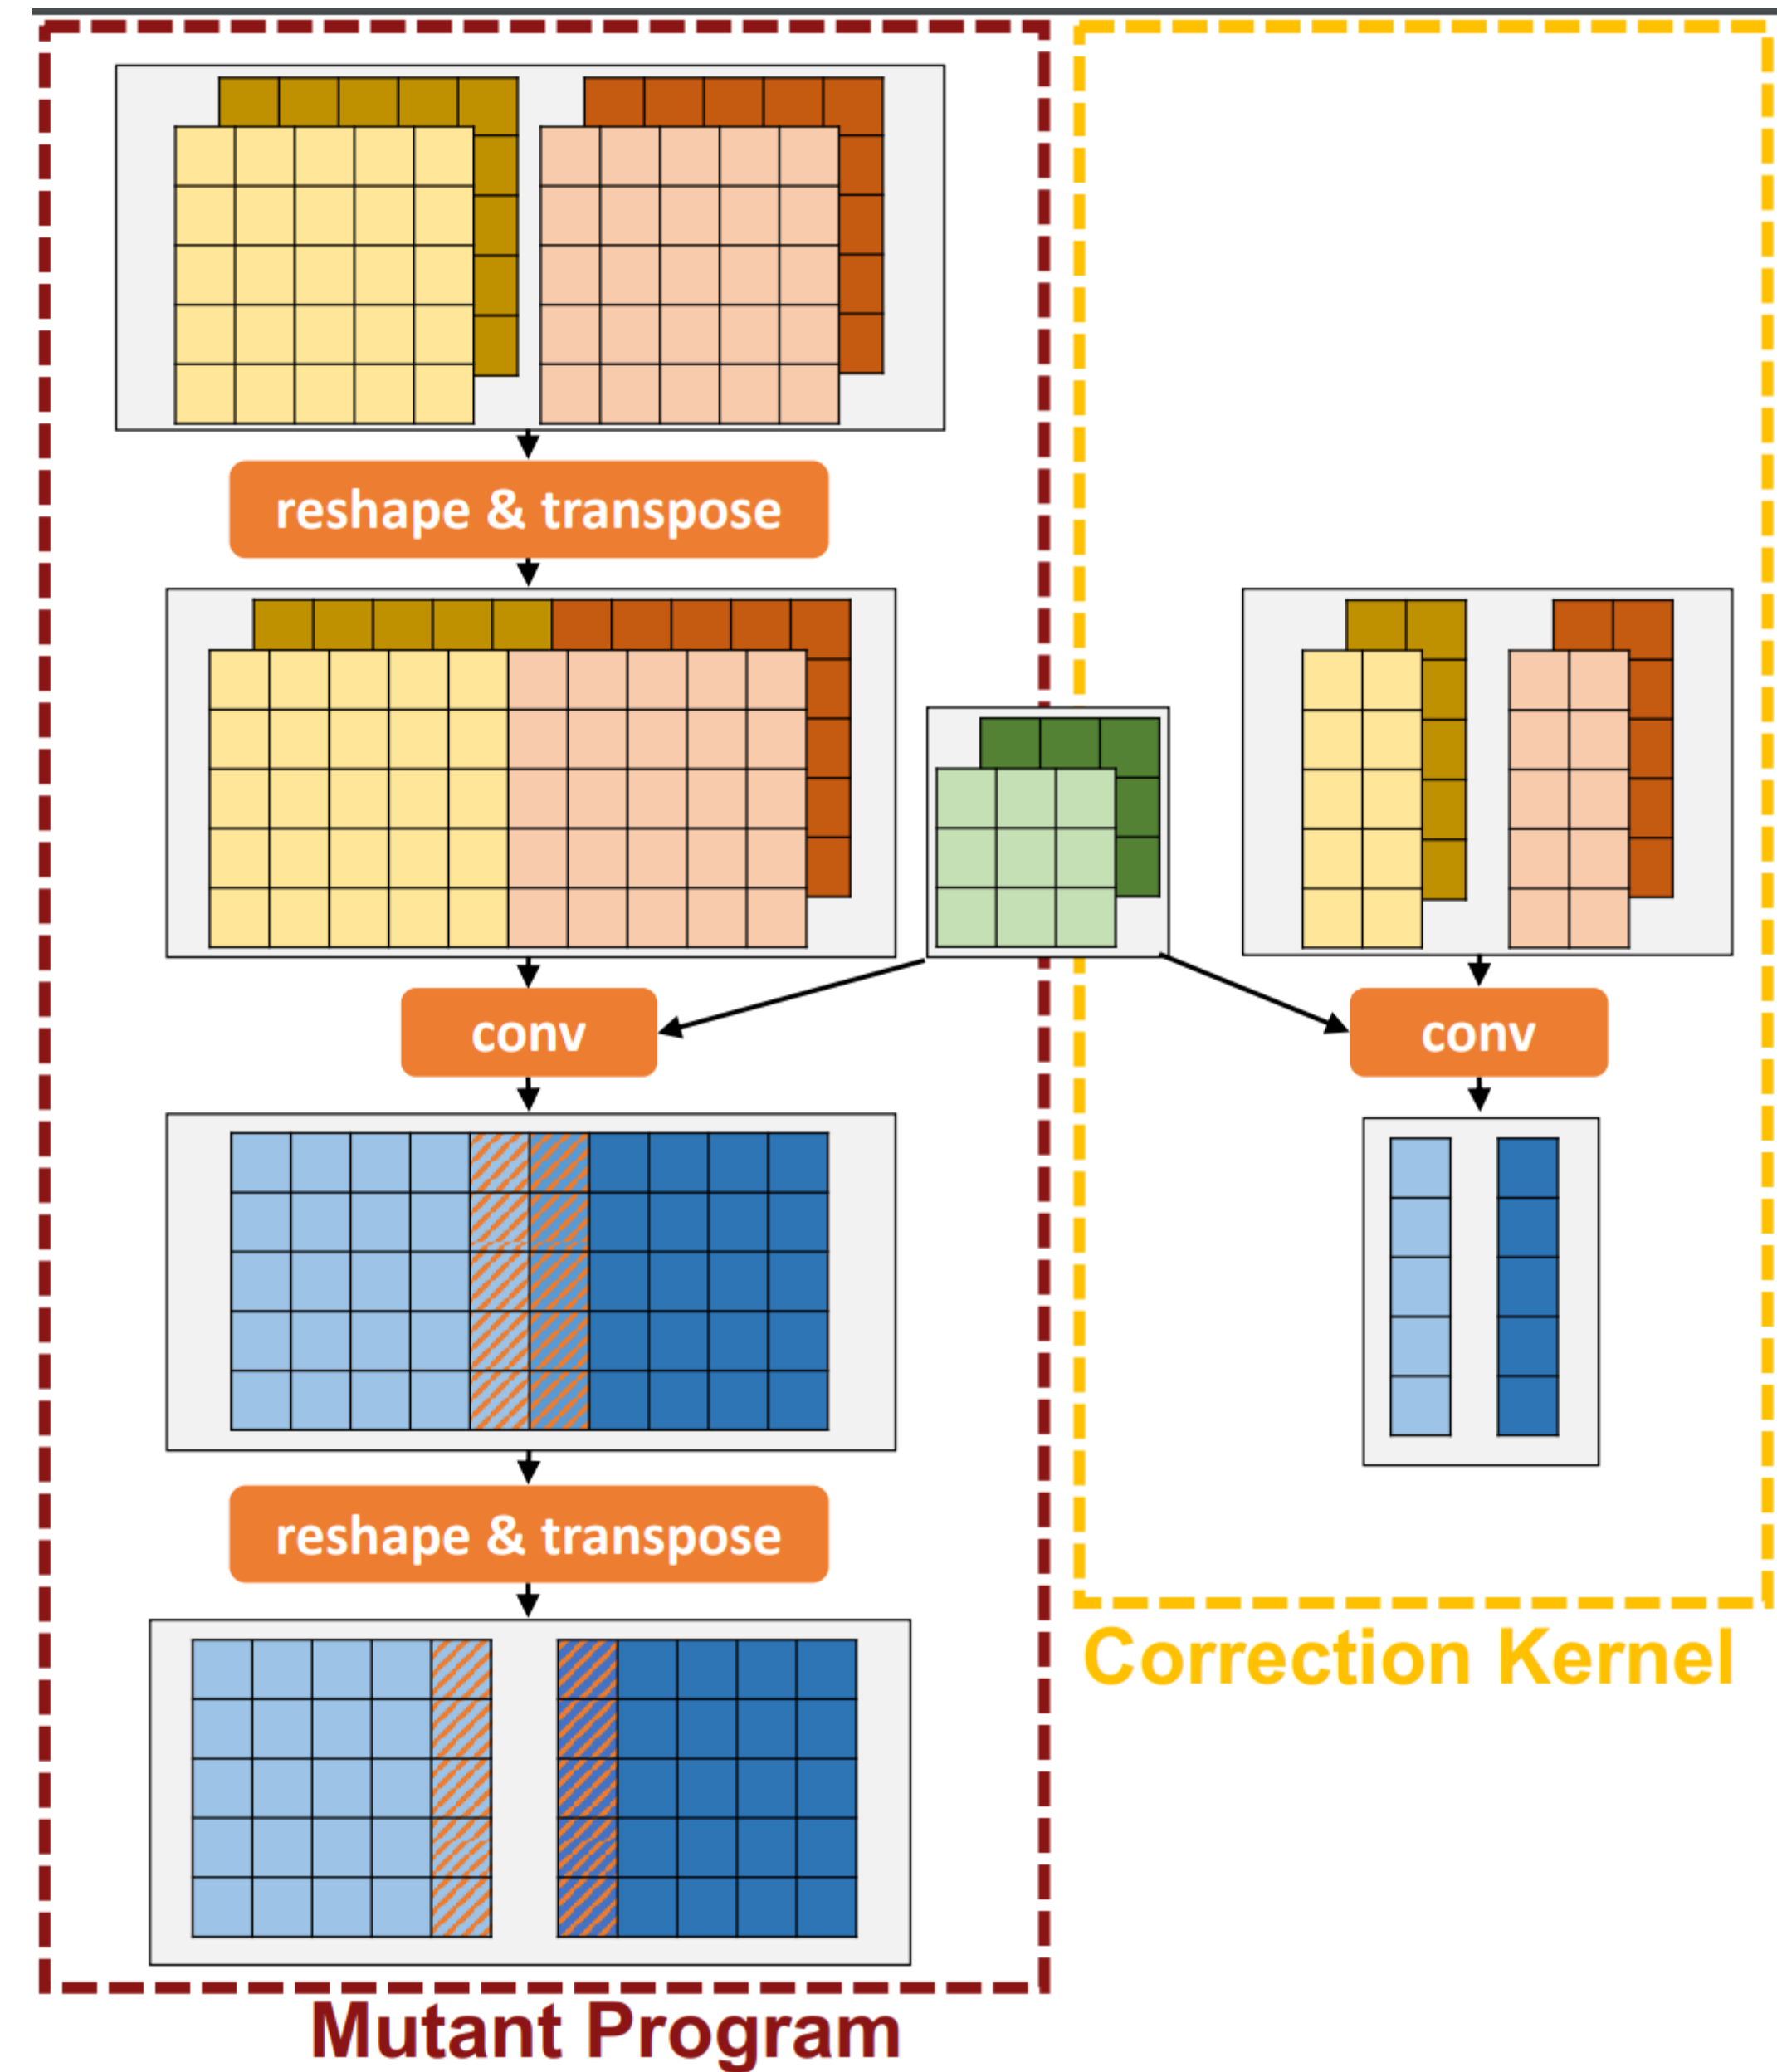 reshape & transpose
conv
conv
reshape & transpose
Correction Kernel
Mutant Program